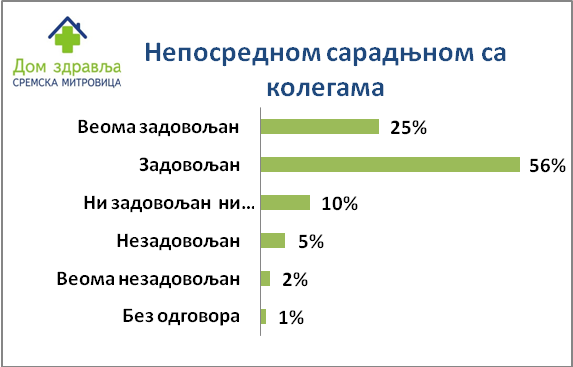 Дом здравља
СРЕМСКА МИТРОВИЦА
Непосредном сарадњном са
колегама
Веома задовољан 25%
Задовољан 56%
Ни задовољан ни... 10%
Незадовољан 5%
Веома незадовољан 2%
Без одговора 1%